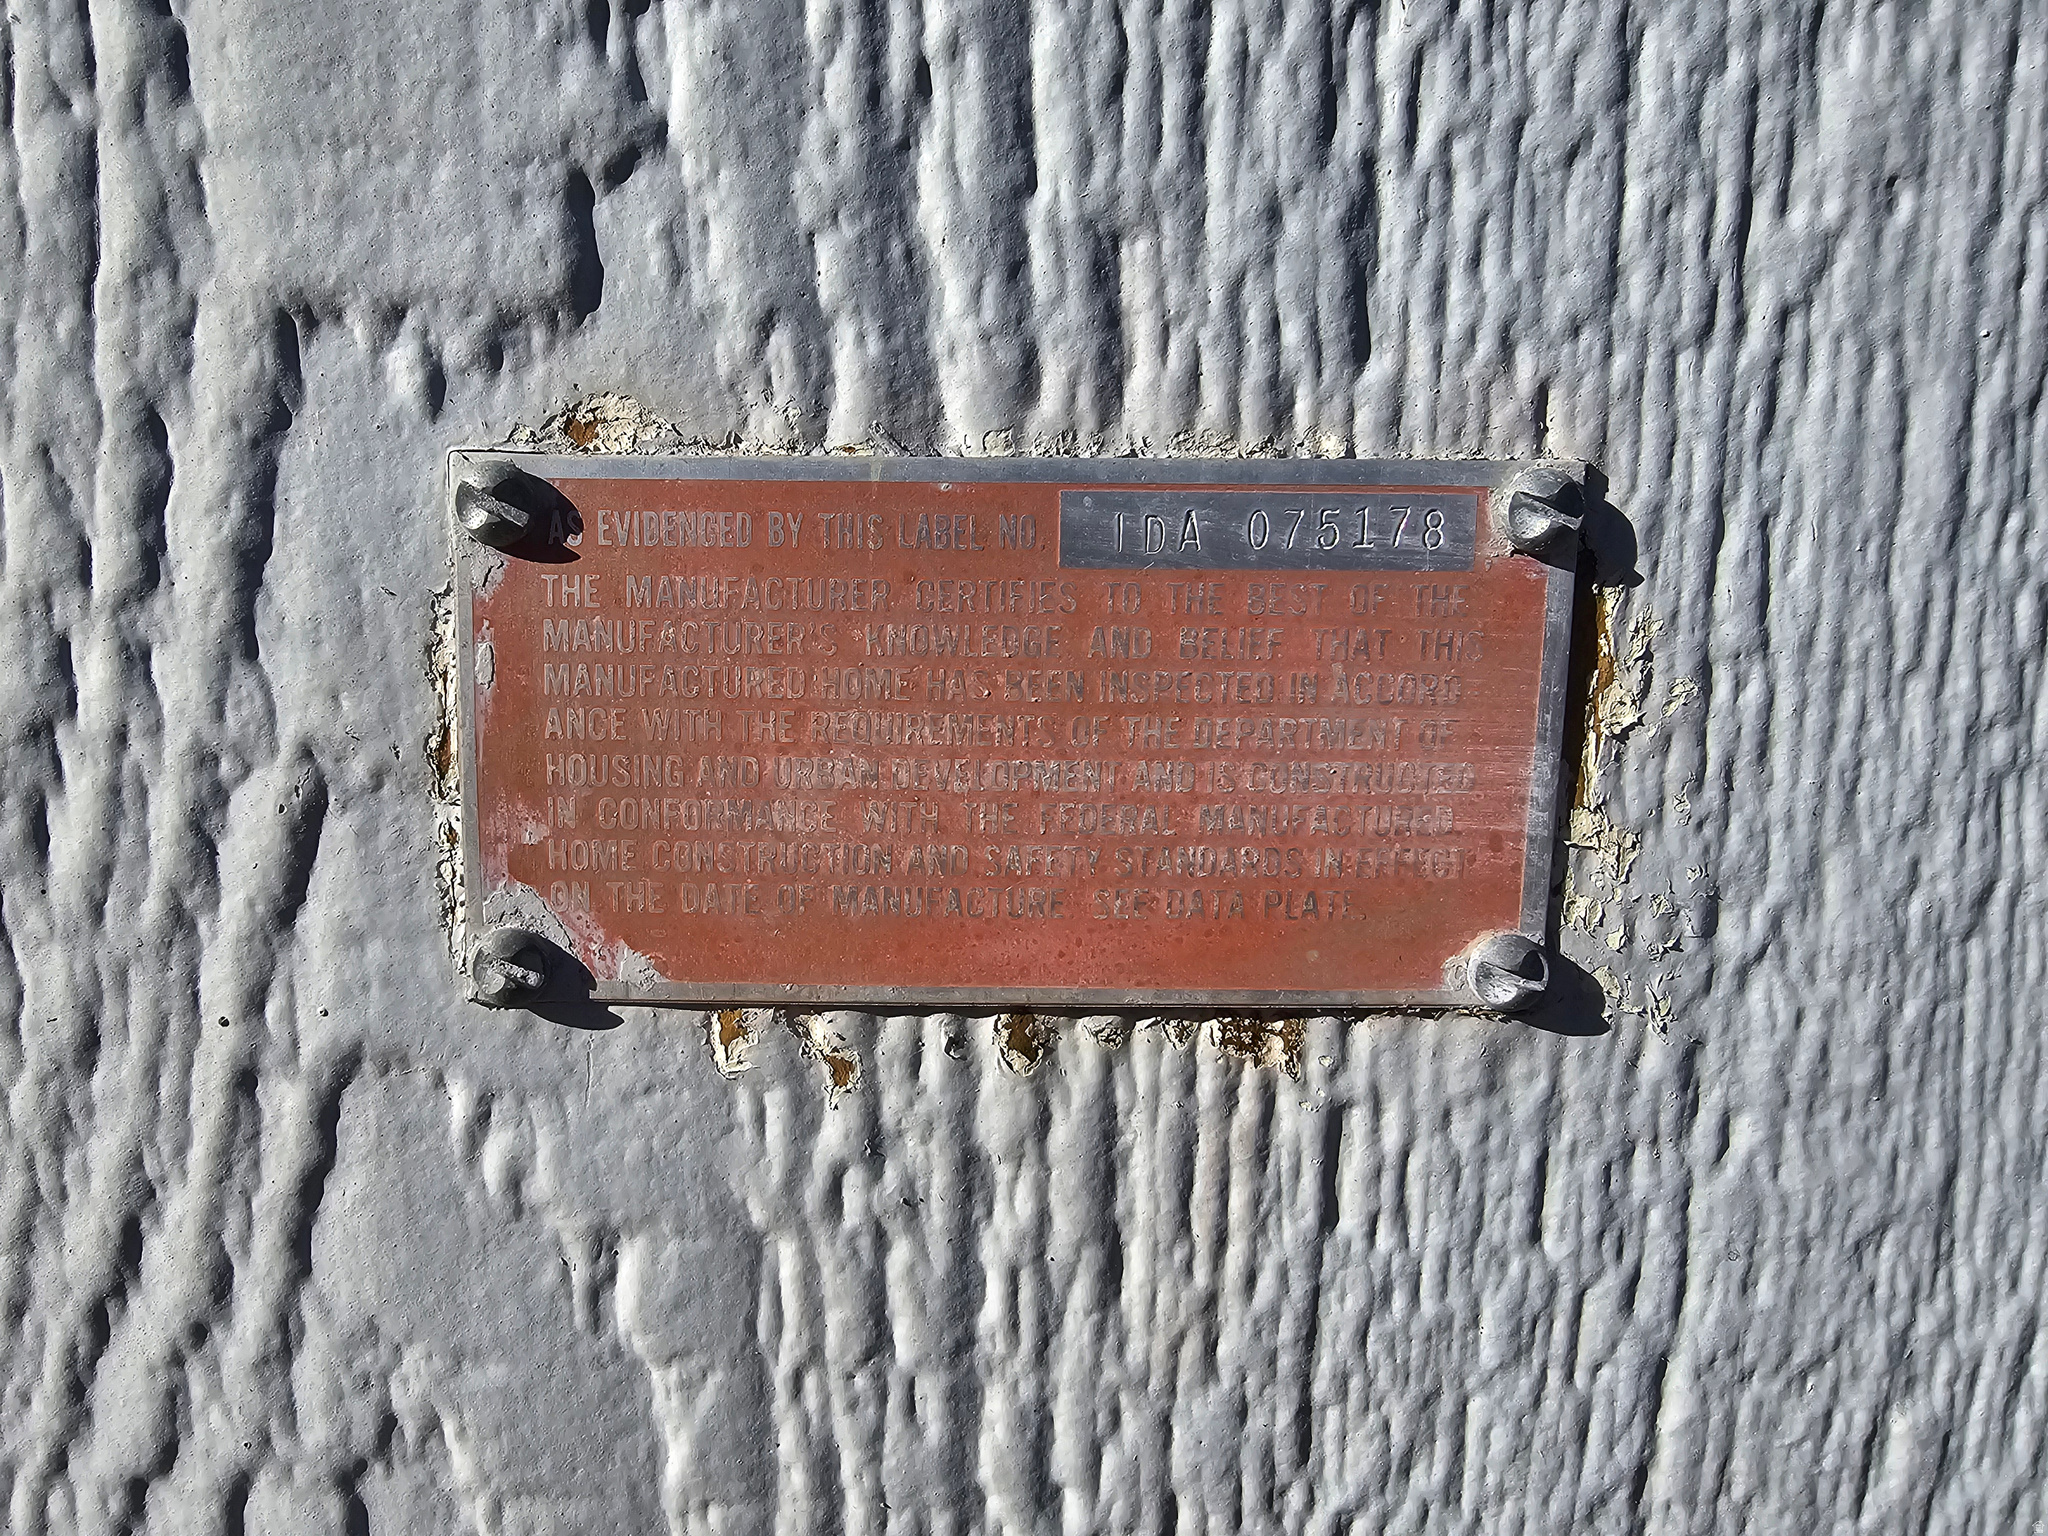 AS EVIDENCED BY THIS LABEL NO. IDA 075178
THE MANUFACTURER CERTIFIES TO THE BEST OF THE
MANUFACTURER'S KNOWLEDGE AND BELIEF THAT THIS
MANUFACTURED HOME HAS BEEN INSPECTED IN ACCORD
ANCE WITH THE REQUIREMENTS OF THE DEPARTMENT OF
HOUSING AND URBAN DEVELOPMENT AND IS CONSTRUCTED
IN CONFORMANCE WITH THE FEDERAL MANUFACTURED
HOME CONSTRUCTION AND SAFETY STANDARDS IN EFFECT
ON THE DATE OF MANUFACTURE SEE DATA PLATE.